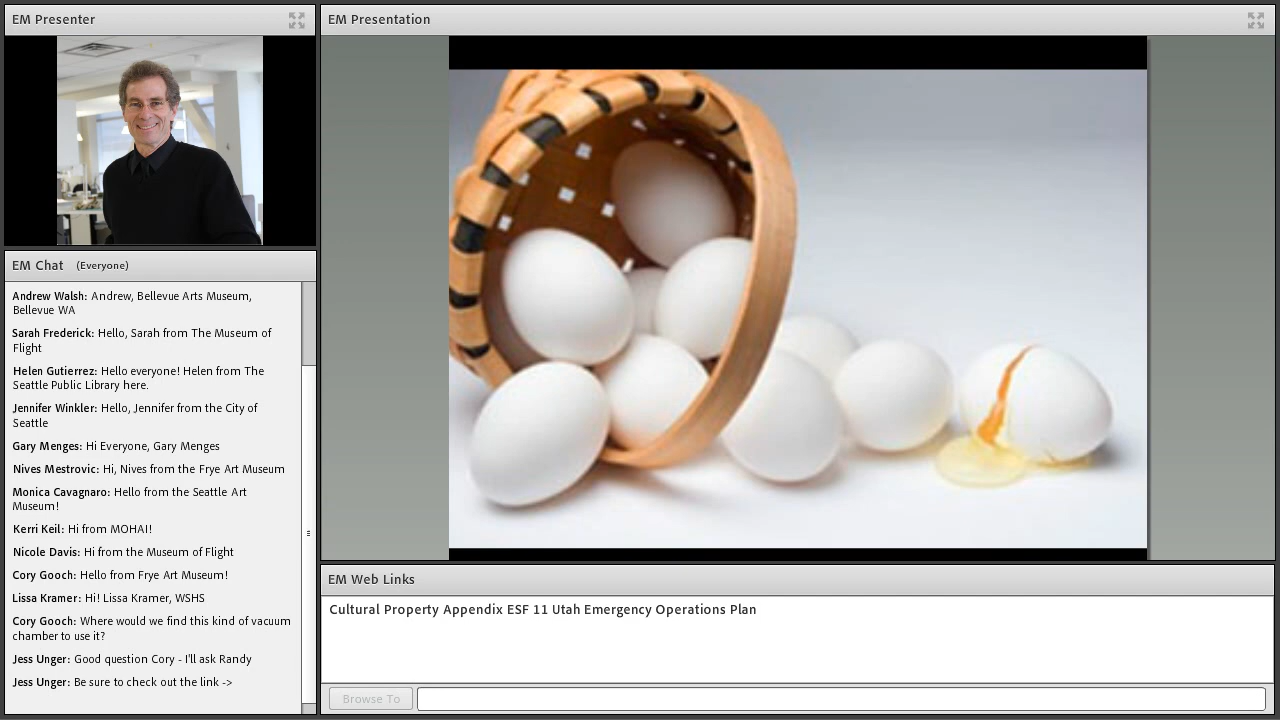 EM Presenter
EM Presentation
EM Chat (Everyone)
Andrew Walsh: Andrew, Bellevue Arts Museum,
Bellevue WA
Sarah Frederick: Hello, Sarah from The Museum of
Flight
Helen Gutierrez: Hello everyone! Helen from The
Seattle Public Library here.
Jennifer Winkler: Hello, Jennifer from the City of
Seattle
Gary Menges: Hi Everyone, Gary Menges
Nives Mestrovic: Hi, Nives from the Frye Art Museum
Monica Cavagnaro: Hello from the Seattle Art
Museum!
Kerri Keil: Hi from MOHAI!
Nicole Davis: Hi from the Museum of Flight
Cory Gooch: Hello from Frye Art Museum!
Lissa Kramer: Hi! Lissa Kramer, WSHS
Cory Gooch: Where would we find this kind of vacuum
chamber to use it?
Jess Unger: Good question Cory - I'll ask Randy
Jess Unger: Be sure to check out the link ->
EM Web Links
Cultural Property Appendix ESF 11 Utah Emergency Operations Plan
Browse To